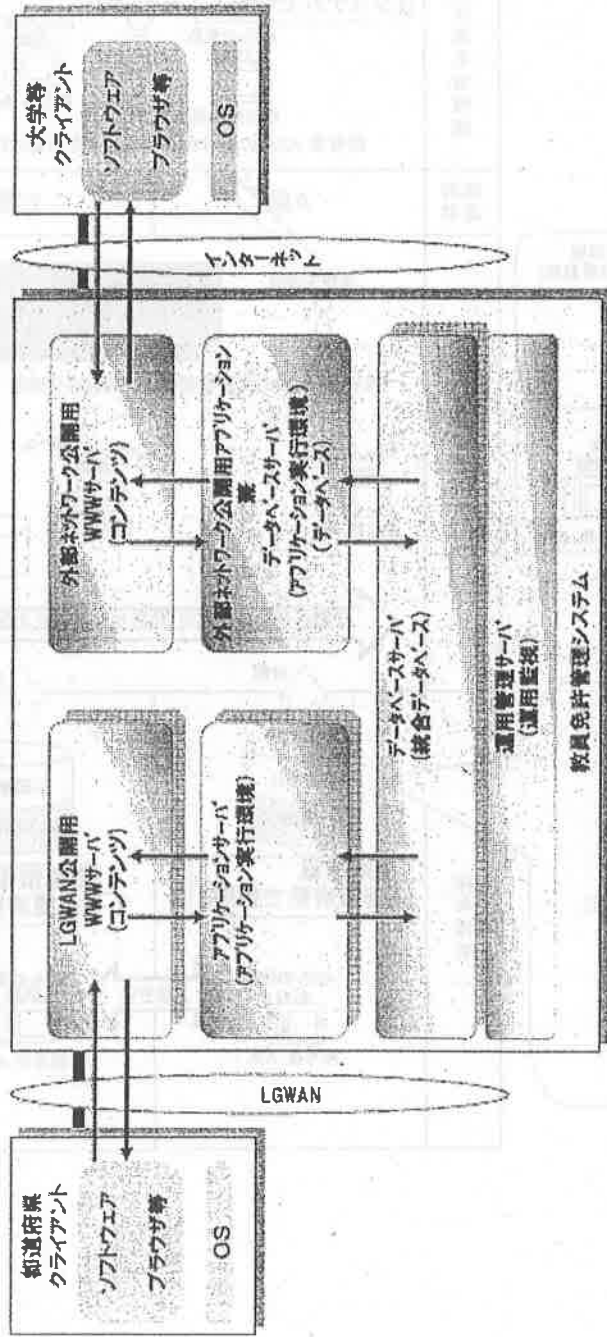 都道府県
クライアント
ソフトウェア
ブラウザ等
OS
LGWAN
LGWAN公開用
WWWサーバ
(コンテンツ)
アプリケーションサーバ
(アプリケーション実行環境)
外部ネットワーク公開用
WWWサーバ
(コンテンツ)
外部ネットワーク公開用アプリケーション
兼
データベースサーバ
(アプリケーション実行環境)
(データベース)
データベースサーバ
(統合データベース)
運用管理サーバ
(運用監視)
教員免許管理システム
インターネット
大学等
クライアント
ソフトウェア
ブラウザ等
OS